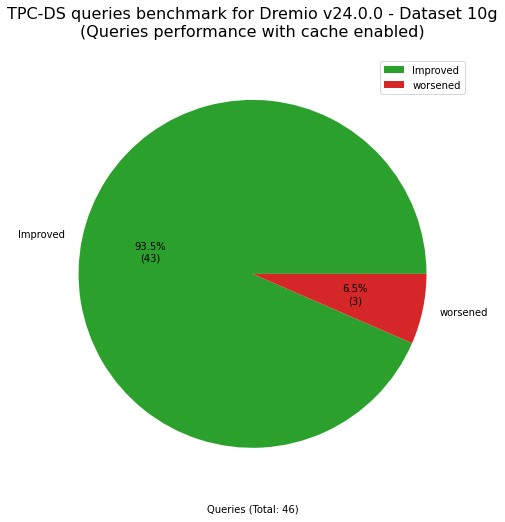 TPC-DS queries benchmark for Dremio v24.0.0 - Dataset 10g
(Queries performance with cache enabled)
Improved
worsened
Improved
93.5%
(43)
6.5%
(3)
worsened
Queries (Total: 46)